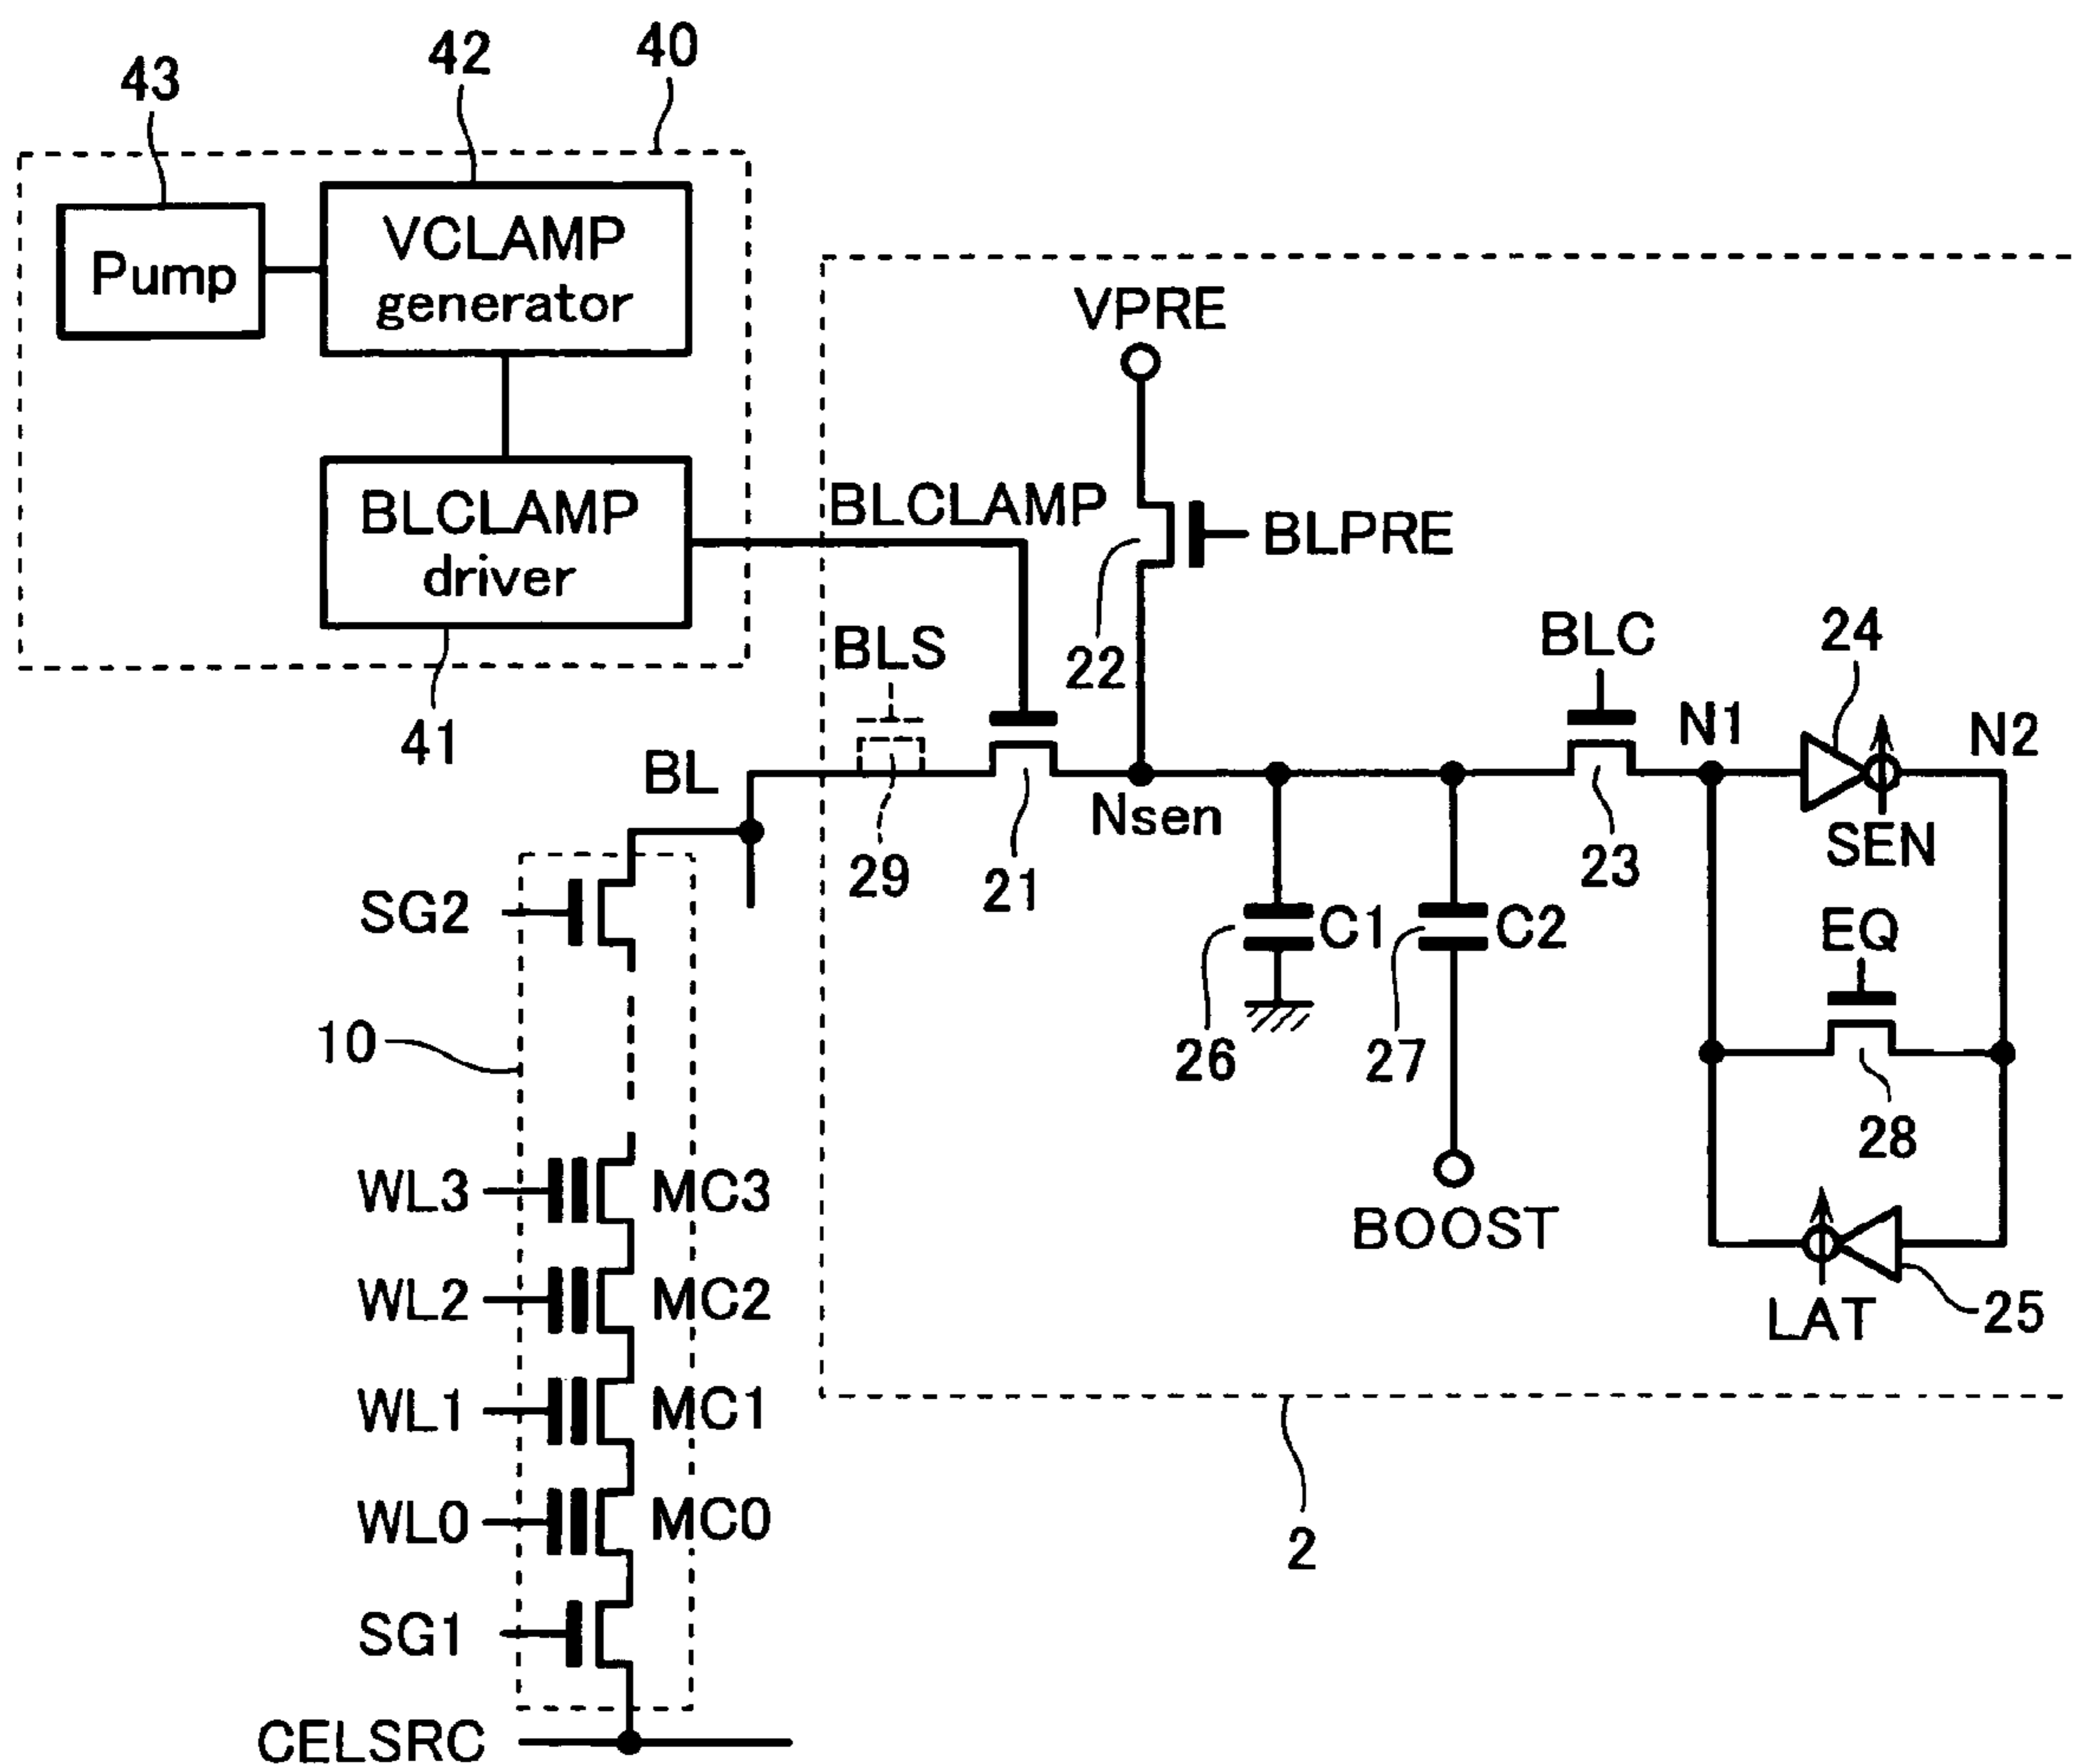 40
42
43
VCLAMP
generator
Pump
VPRE
BLCLAMP
driver
BLCLAMP
BLPRE
22
41
BLS
BLC
24
N1
N2
BL
29
21
Nsen
23
SEN
SG2
26
C1
27
C2
EQ
28
10
BOOST
LAT
25
WL3
MC3
WL2
MC2
WL1
MC1
WL0
MC0
2
SG1
CELSRC